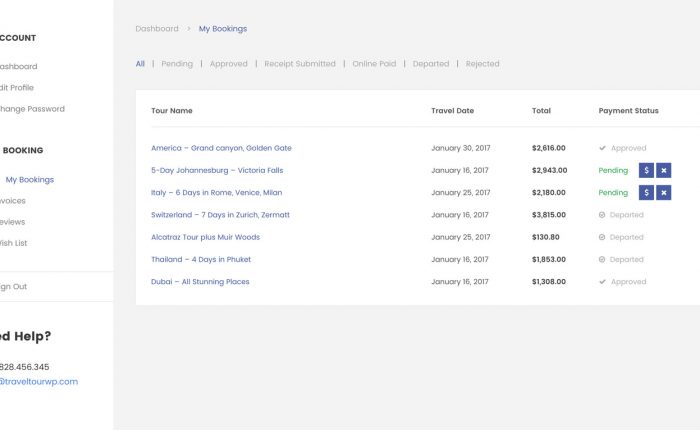 Dashboard > My Bookings
All | Pending | Approved | Receipt Submitted | Online Paid | Departed | Rejected
CCOUNT
ashboard
dit Profile
hange Password
BOOKING
My Bookings
nvoices
eviews
ish List
gn Out
ed Help?
828.456.345
@traveltourwp.com
Tour Name Travel Date Total Payment Status
America – Grand canyon, Golden Gate January 30, 2017 $2,616.00 Approved
5-Day Johannesburg – Victoria Falls January 16, 2017 $2,943.00 Pending $
Italy – 6 Days in Rome, Venice, Milan January 25, 2017 $2,180.00 Pending $
Switzerland – 7 Days in Zurich, Zermatt January 16, 2017 $3,815.00 Departed
Alcatraz Tour plus Muir Woods January 25, 2017 $130.80 Departed
Thailand – 4 Days in Phuket January 16, 2017 $1,853.00 Departed
Dubai – All Stunning Places January 16, 2017 $1,308.00 Approved